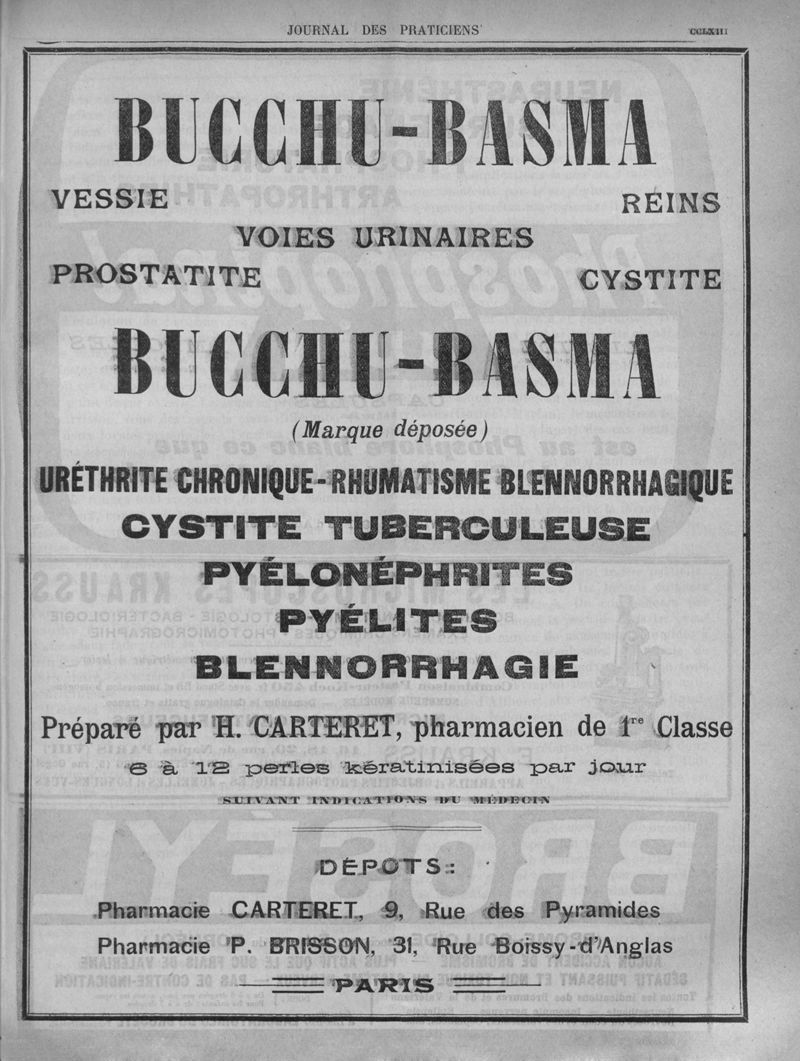 JOURNAL DES PRATICIENS CCLXIII
BUCCHU-BASMA
VESSIE REINS
VOIES URINAIRES
PROSTATITE CYSTITE
BUCCHU-BASMA
(Marque déposée)
URÉTHRITE CHRONIQUE-RHUMATISME BLENNORRHAGIQUE
CYSTITE TUBERCULEUSE
PYÉLONÉPHRITES
PYÉLITES
BLENNORRHAGIE
Préparé par H. CARTERET, pharmacien de 1re Classe
6 à 12 perles kératinisées par jour
SUIVANT INDICATIONS DU MÉDECIN
DÉPOTS:
Pharmacie CARTERET, 9, Rue des Pyramides
Pharmacie P. BRISSON, 31, Rue Boissy-d'Anglas
PARIS